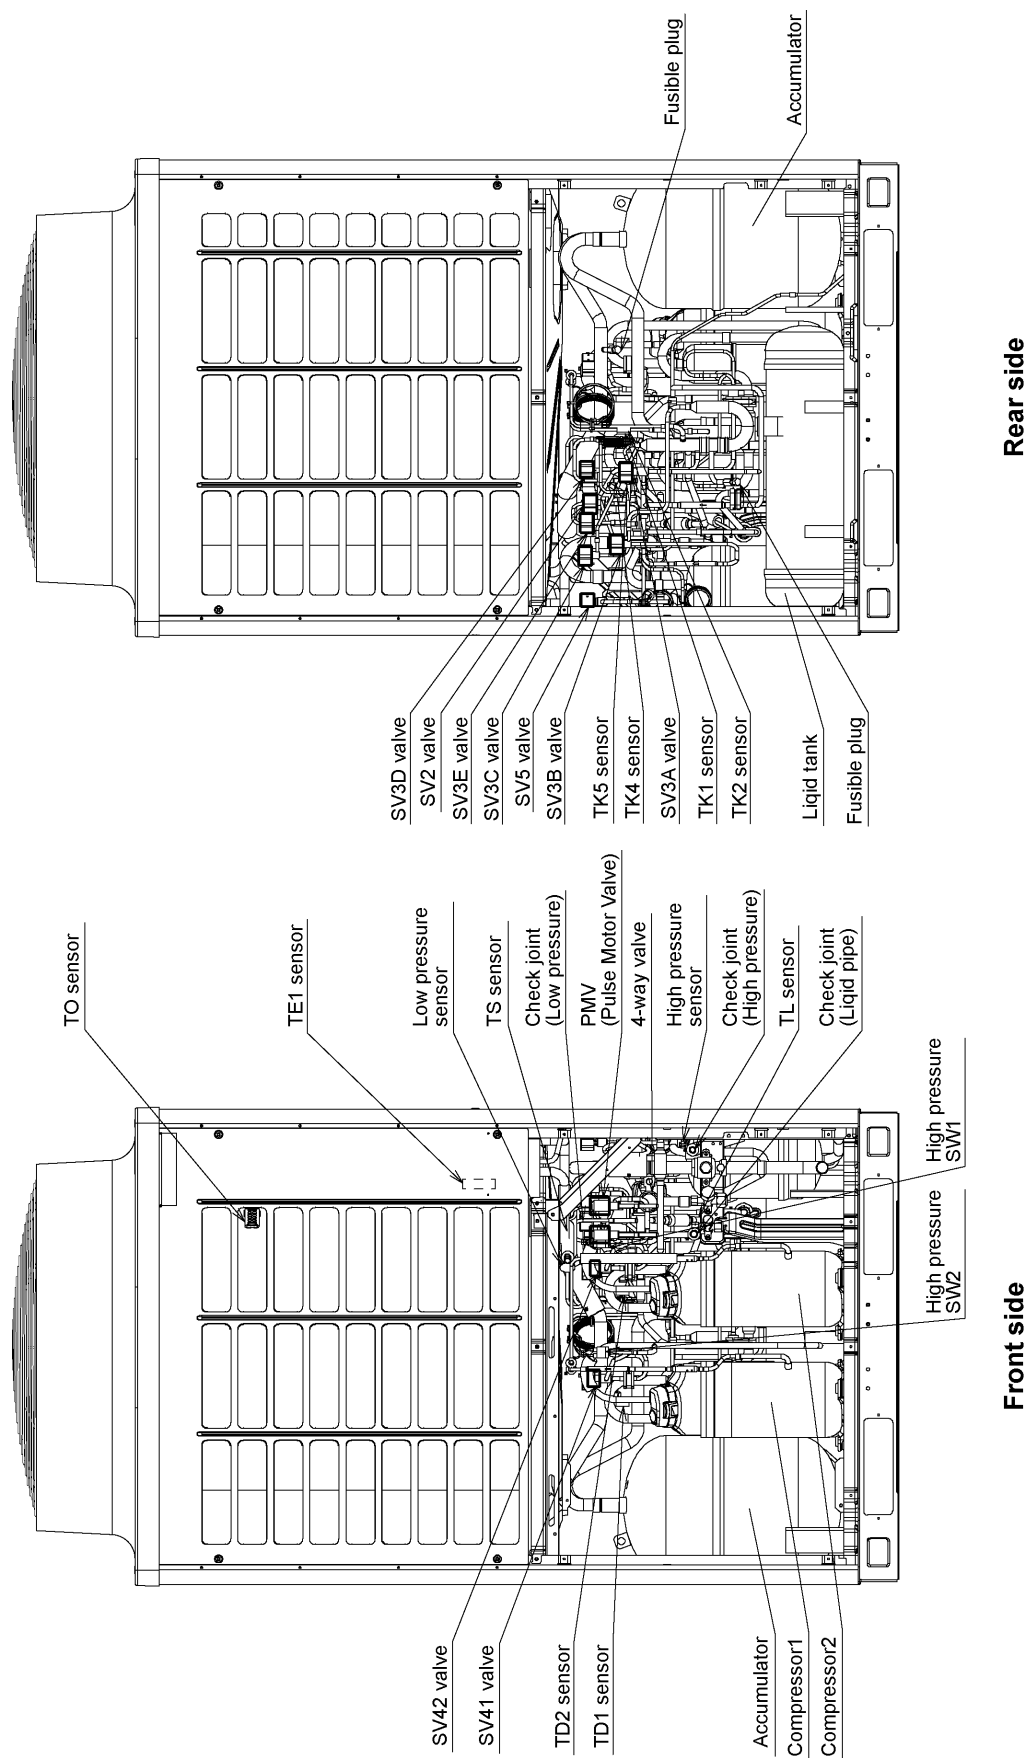 TO sensor
TE1 sensor
Low pressure
sensor
TS sensor
Check joint
(Low pressure)
PMV
(Pulse Motor Valve)
4-way valve
High pressure
sensor
Check joint
(High pressure)
TL sensor
Check joint
(Liqid pipe)
High pressure
SW1
High pressure
SW2
SV42 valve
SV41 valve
TD2 sensor
TD1 sensor
Accumulator
Compressor1
Compressor2
Front side
Fusible plug
Accumulator
SV3D valve
SV2 valve
SV3E valve
SV3C valve
SV5 valve
SV3B valve
TK5 sensor
TK4 sensor
SV3A valve
TK1 sensor
TK2 sensor
Liqid tank
Fusible plug
Rear side